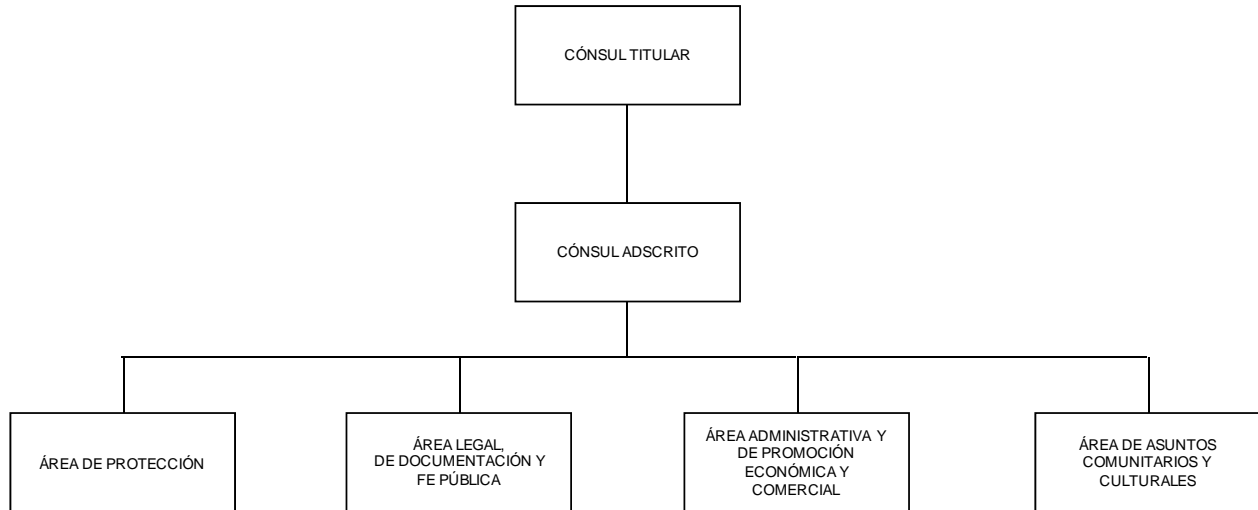 CÓNSUL TITULAR
CÓNSUL ADSCRITO
ÁREA DE PROTECCIÓN
ÁREA LEGAL,
DE DOCUMENTACIÓN Y
FE PÚBLICA
ÁREA ADMINISTRATIVA Y
DE PROMOCIÓN
ECONÓMICA Y
COMERCIAL
ÁREA DE ASUNTOS
COMUNITARIOS Y
CULTURALES